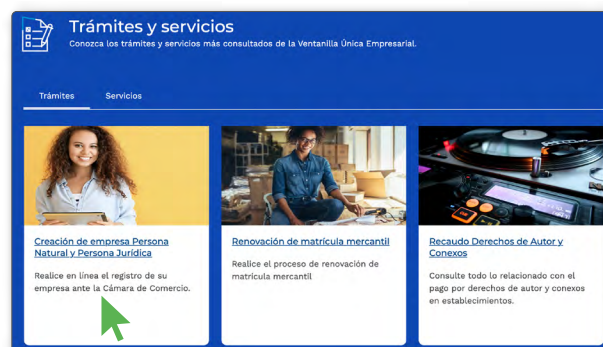 Trámites y servicios
Conozca los trámites y servicios más consultados de la Ventanilla Única Empresarial.
Trámites
Servicios
Creación de empresa Persona
Natural y Persona Jurídica
Realice en línea el registro de su
empresa ante la Cámara de Comercio.
Renovación de matrícula mercantil
Realice el proceso de renovación de
matrícula mercantil
Recaudo Derechos de Autor y
Conexos
Consulte todo lo relacionado con el
pago por derechos de autor y conexos
en establecimientos.